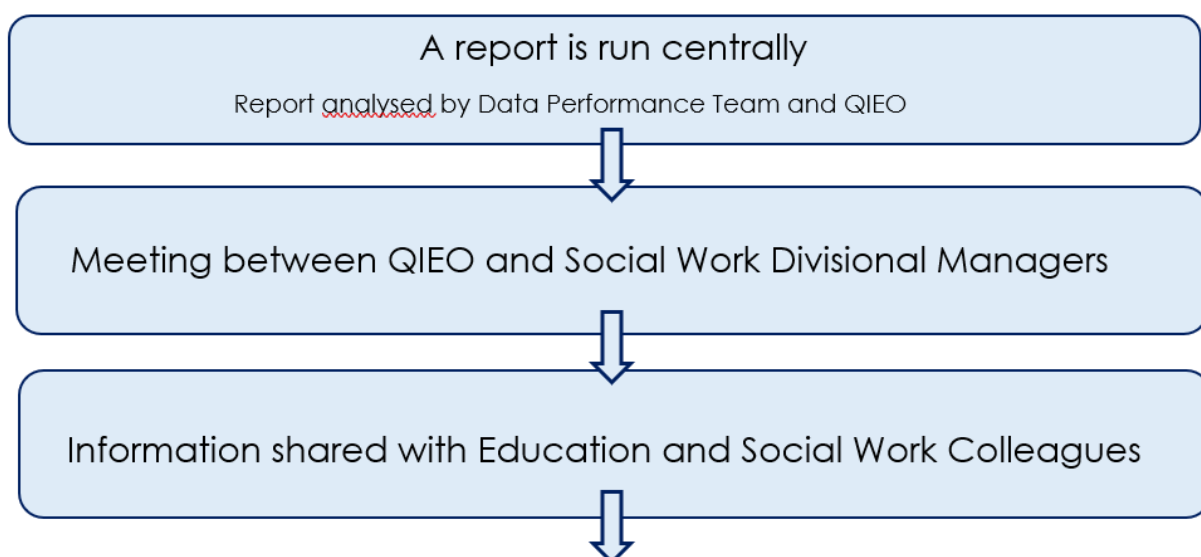 A report is run centrally
Report analysed by Data Performance Team and QIEO
Meeting between QIEO and Social Work Divisional Managers
Information shared with Education and Social Work Colleagues